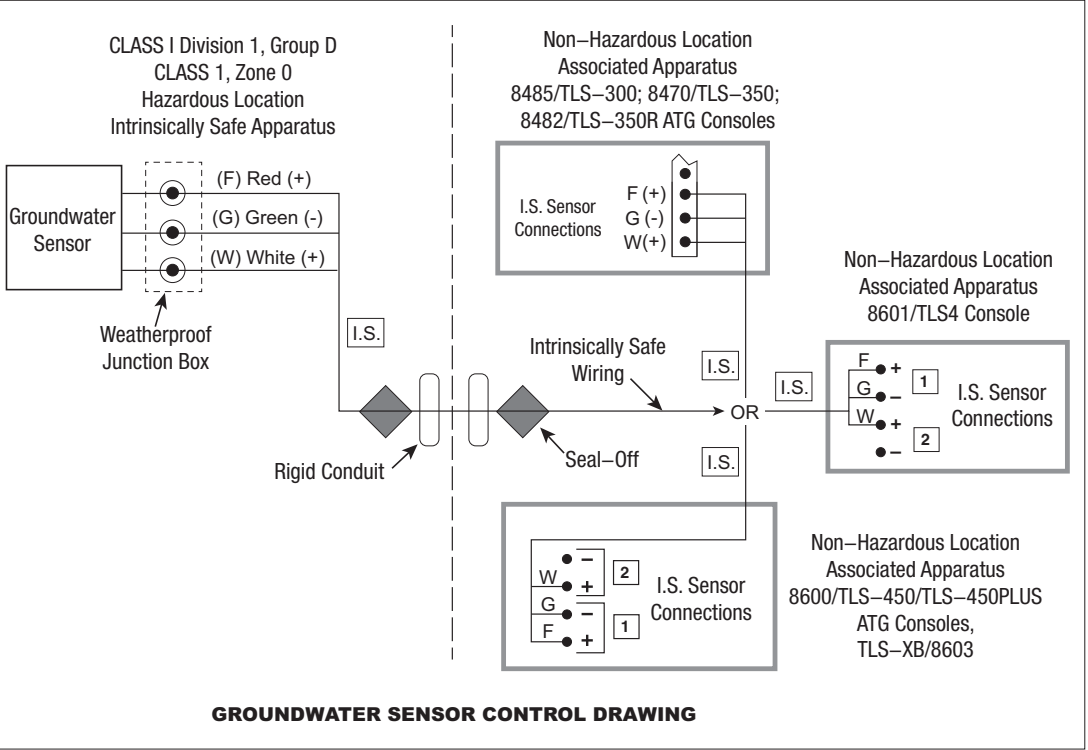 CLASS I Division 1, Group D
CLASS 1, Zone 0
Hazardous Location
Intrinsically Safe Apparatus
Non–Hazardous Location
Associated Apparatus
8485/TLS–300; 8470/TLS–350;
8482/TLS–350R ATG Consoles
Groundwater
Sensor
(F) Red (+)
(G) Green (-)
(W) White (+)
Weatherproof
Junction Box
I.S.
I.S. Sensor
Connections
F (+)
G (-)
W(+)
Non–Hazardous Location
Associated Apparatus
8601/TLS4 Console
Intrinsically Safe
Wiring
I.S.
I.S.
OR
I.S.
F
+
G
–
W
+
–
1
2
I.S. Sensor
Connections
Rigid Conduit
Seal–Off
–
W
+
G
–
F
+
2
1
I.S. Sensor
Connections
Non–Hazardous Location
Associated Apparatus
8600/TLS–450/TLS–450PLUS
ATG Consoles,
TLS–XB/8603
GROUNDWATER SENSOR CONTROL DRAWING